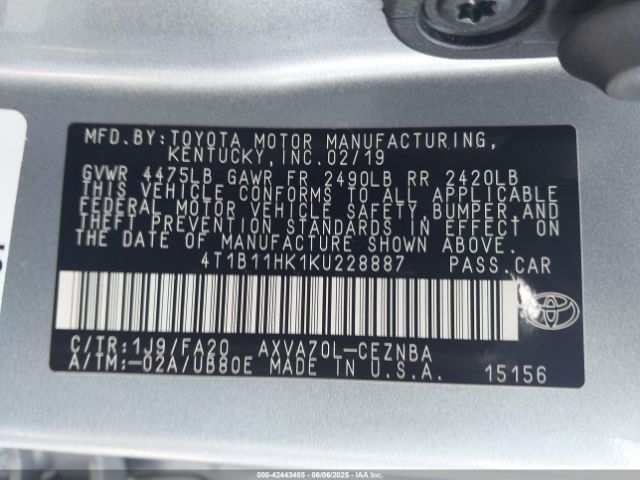 MFD.BY:TOYOTA MOTOR MANUFACTURING,
KENTUCKY, INC.02/19
GVWR 4475LB GAWR FR 2490LB RR 2420LB
THIS VEHICLE CONFORMS TO ALL APPLICABLE
FEDERAL MOTOR VEHICLE SAFETY,BUMPER,AND
THEFT PREVENTION STANDARDS IN EFFECT ON
THE DATE OF MANUFACTURE SHOWN ABOVE.
4T1B11HK1KU228887 PASS.CAR
C/TR:1J9/FA20 AXVA70L-CEZNBA
A/TM:-02A/UB80E MADE IN U.S.A. 15156
000-42443485 - 06/06/2025 - IAAI.COM